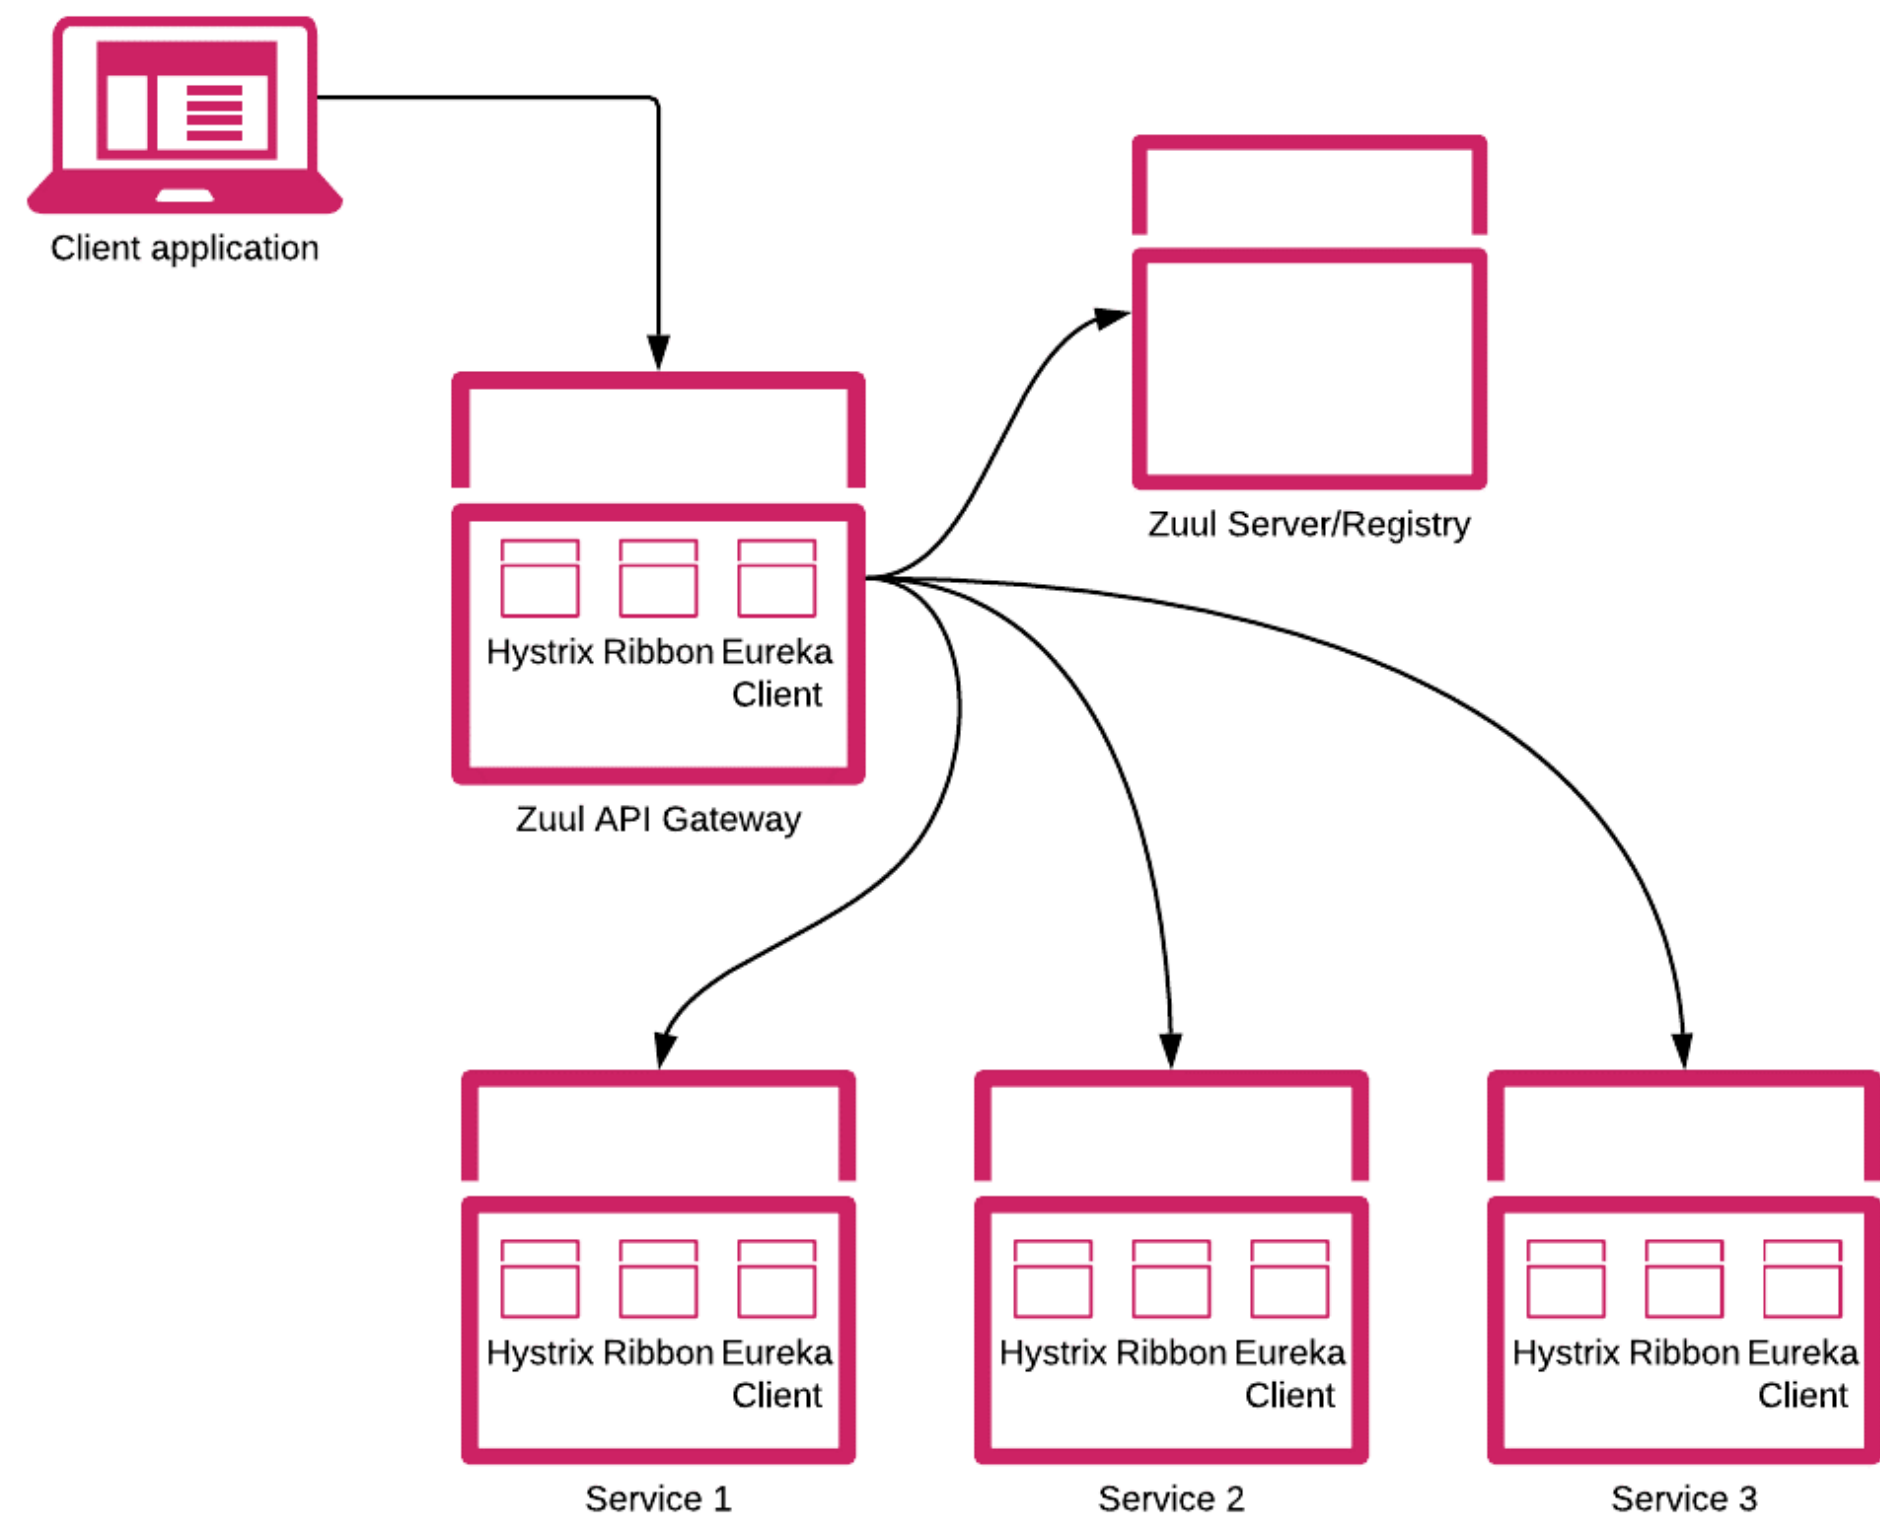 Client application
Zuul Server/Registry
Hystrix Ribbon Eureka
Client
Zuul API Gateway
Hystrix Ribbon Eureka
Client
Service 1
Hystrix Ribbon Eureka
Client
Service 2
Hystrix Ribbon Eureka
Client
Service 3